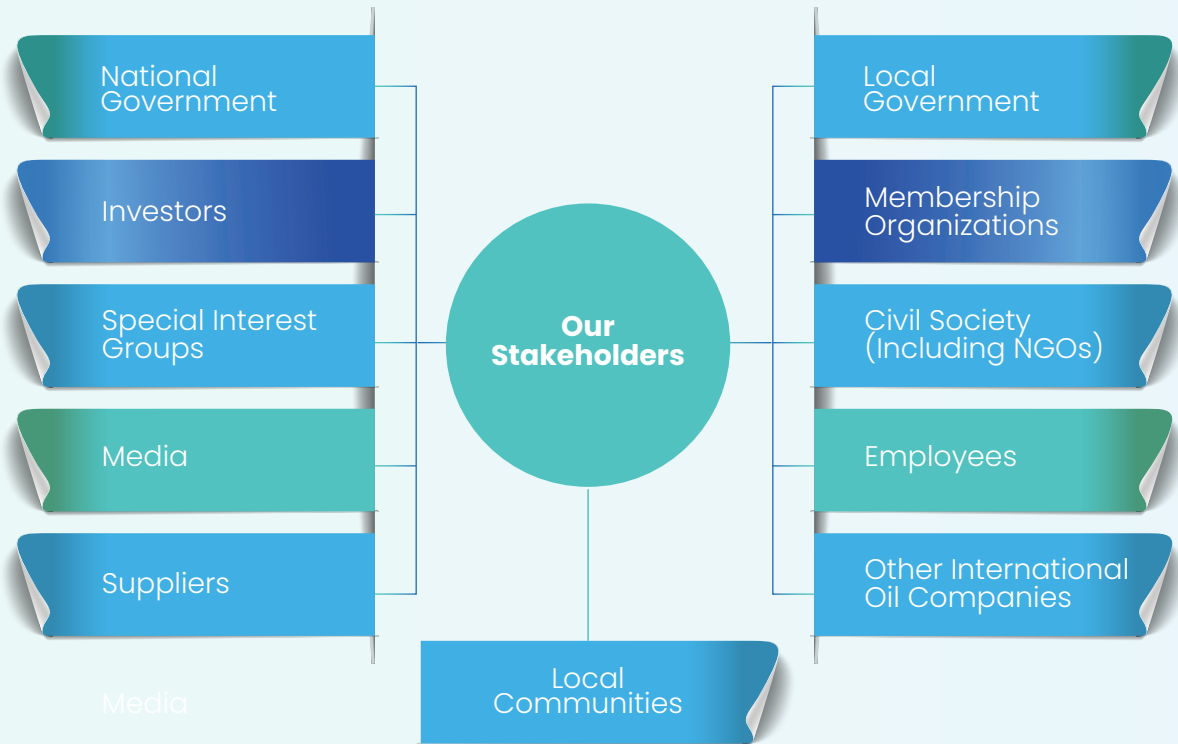 National
Government
Investors
Special Interest
Groups
Media
Suppliers
Media
Our
Stakeholders
Local
Communities
Local
Government
Membership
Organizations
Civil Society
(Including NGOs)
Employees
Other International
Oil Companies